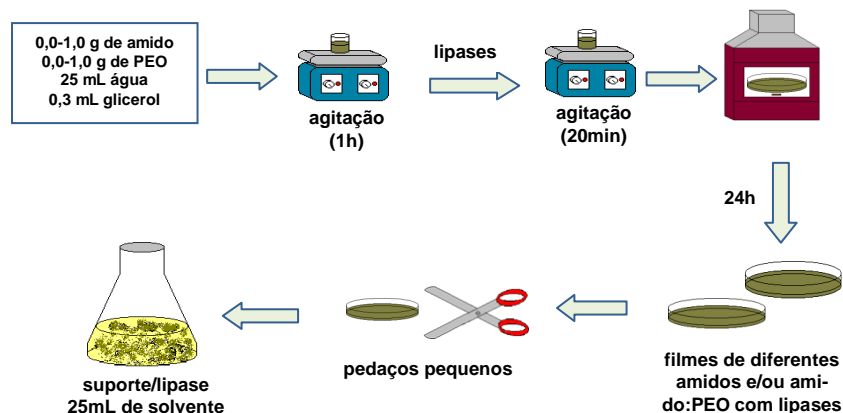 0,0-1,0 g de amido
0,0-1,0 g de PEO
25 mL água
0,3 mL glicerol
agitação
(1h)
lipases
agitação
(20min)
24h
filmes de diferentes
amidos e/ou ami-
do:PEO com lipases
pedaços pequenos
suporte/lipase
25mL de solvente